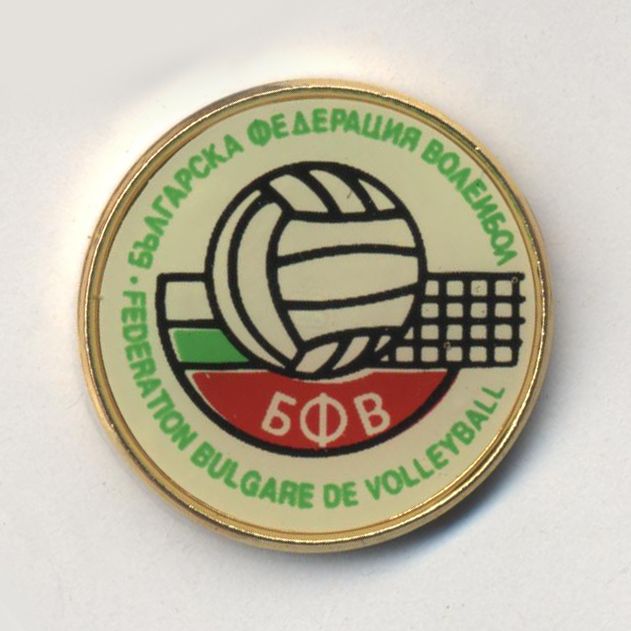 БЪЛГАРСКА ФЕДЕРАЦИЯ ВОЛЕЙБОЛ
• FEDERATION BULGARE DE VOLLEYBALL
БФВ